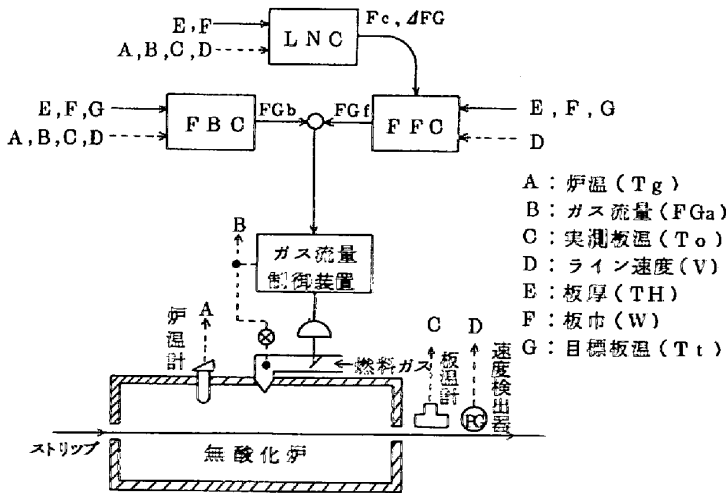 E,F
A,B,C,D
LNC
Fc, ΔFG
E,F,G
A,B,C,D
FBC
FGb
FGf
FFC
E, F, G
D
B
ガス流量
制御装置
A:炉温(Tg)
B:ガス流量(FGa)
C:実測板温(To)
D:ライン速度(V)
E:板厚(TH)
F:板巾(W)
G:目標板温(Tt)
A
炉温計
燃料ガス
C
板温計
D
速度検出器
PG
ストリップ
無酸化炉